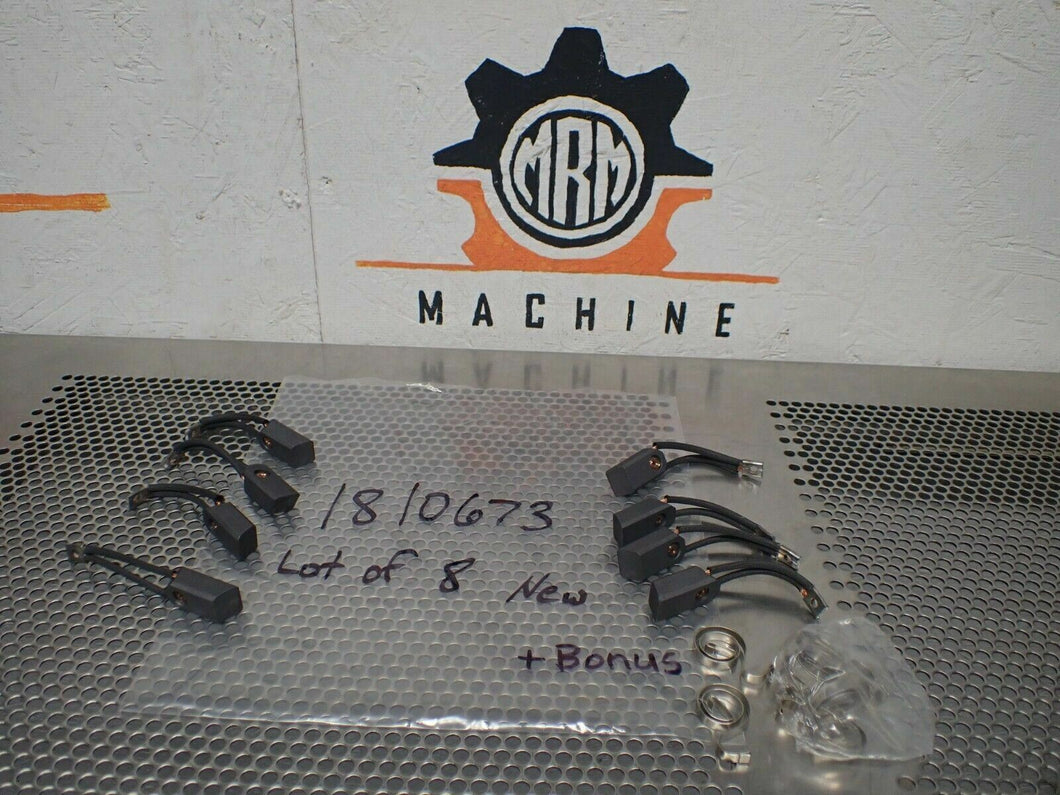 MRM
MACHINE
1810673
Lot of 8 New
+ Bonus